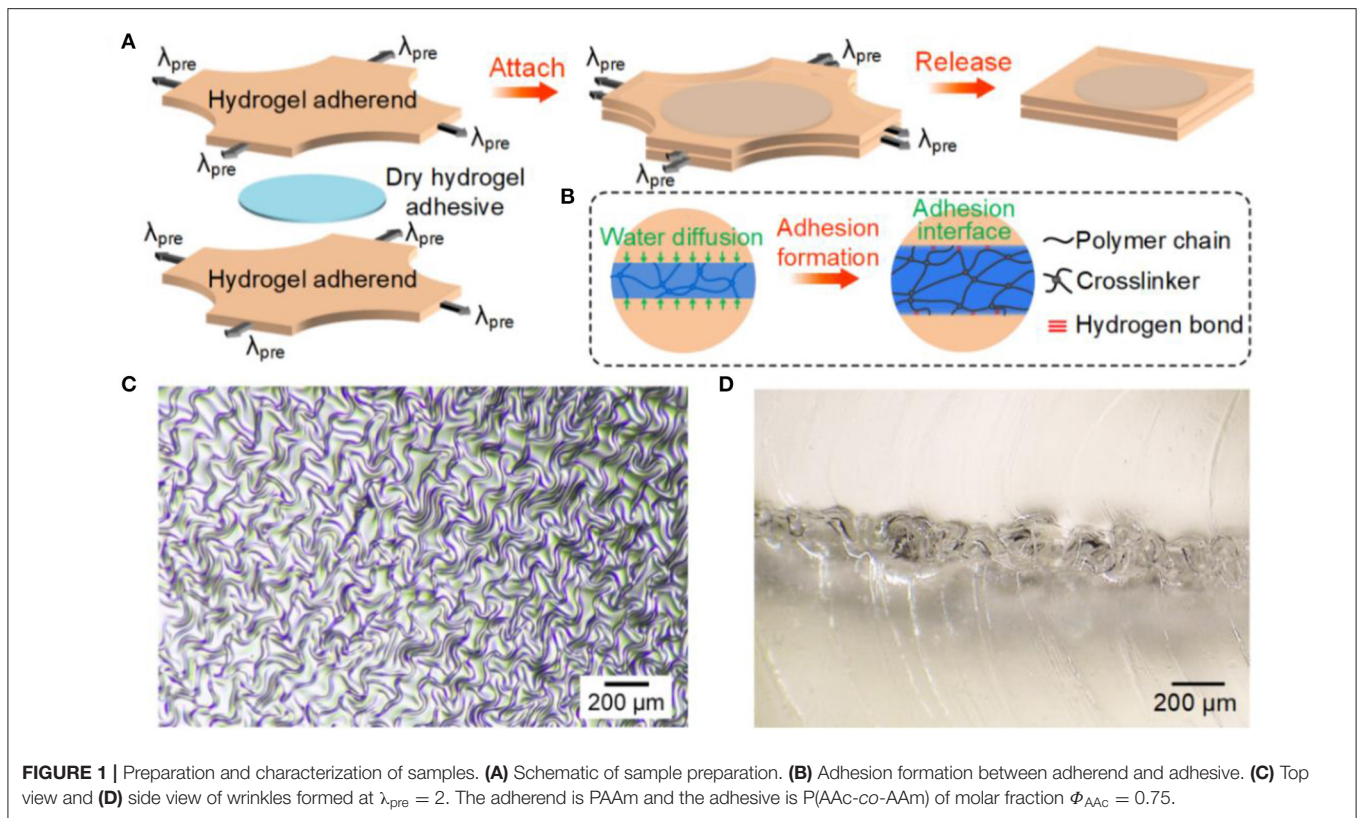 A
λpre
λpre
Hydrogel adherend
λpre
λpre
Dry hydrogel
adhesive
λpre
λpre
Hydrogel adherend
λpre
λpre
Attach
λpre
λpre
λpre
λpre
Release
B
Water diffusion
Adhesion
formation
Adhesion
interface
Polymer chain
Crosslinker
Hydrogen bond
C
200 µm
D
200 µm
FIGURE 1 | Preparation and characterization of samples. (A) Schematic of sample preparation. (B) Adhesion formation between adherend and adhesive. (C) Top
view and (D) side view of wrinkles formed at λpre = 2. The adherend is PAAm and the adhesive is P(AAc-co-AAm) of molar fraction ΦAAc = 0.75.